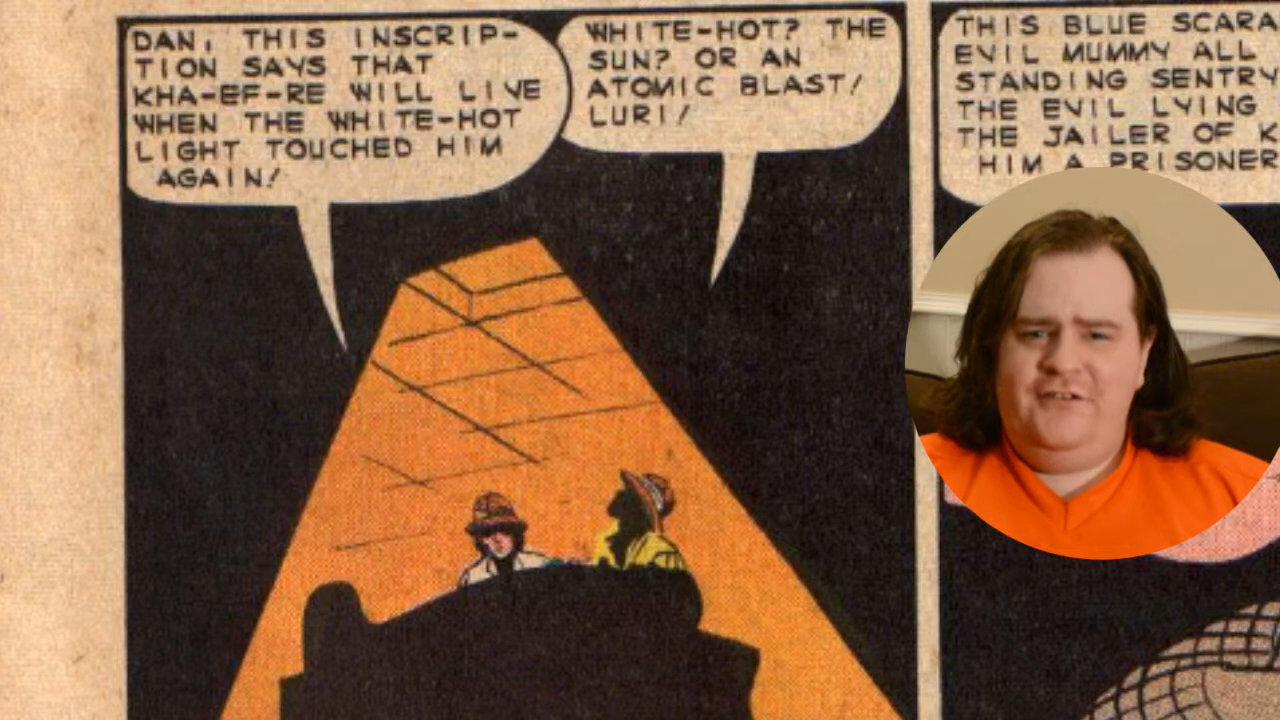 DAN, THIS INSCRIP-
TION SAYS THAT
KHA-EF-RE WILL LIVE
WHEN THE WHITE-HOT
LIGHT TOUCHED HIM
AGAIN!
WHITE-HOT? THE
SUN? OR AN
ATOMIC BLAST!
LURI!
THIS BLUE SCARA
EVIL MUMMY ALL
STANDING SENTRY
THE EVIL LYING
THE JAILER OF K
HIM A PRISONER